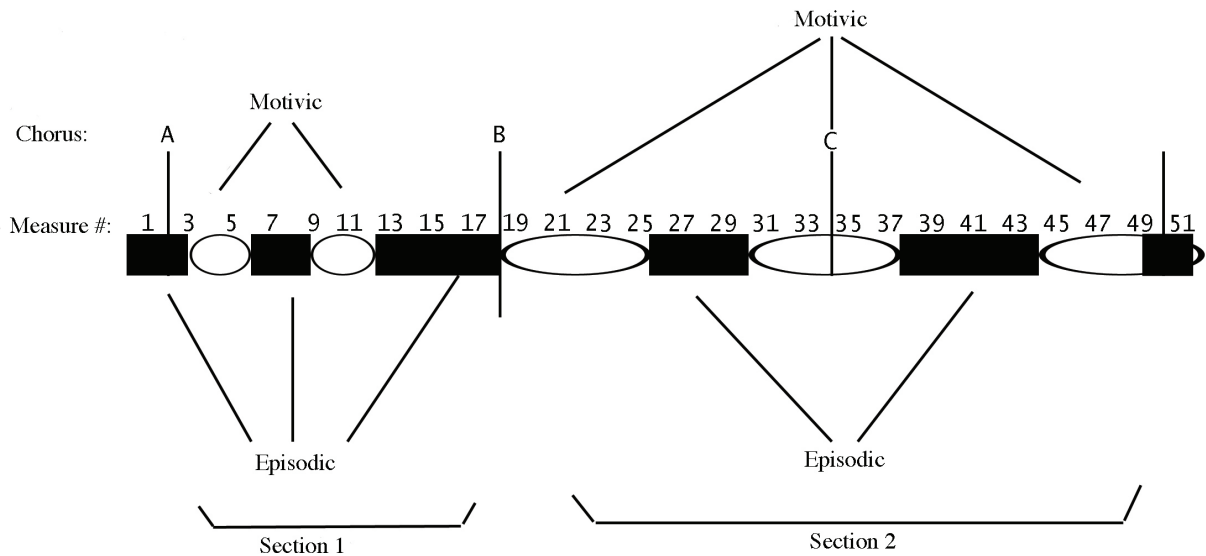 Motivic
Motivic
Chorus: A B C
Measure #: 1 3 5 7 9 11 13 15 17 19 21 23 25 27 29 31 33 35 37 39 41 43 45 47 49 51
Episodic Episodic
Section 1 Section 2